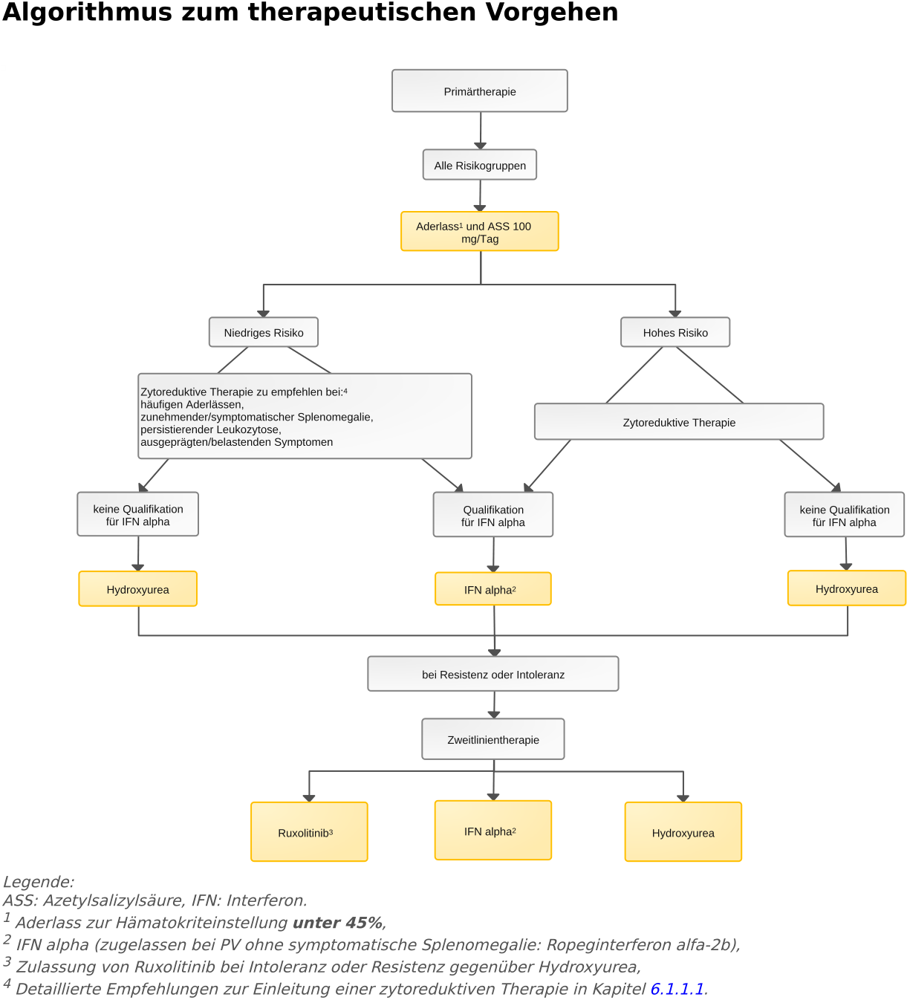 Algorithmus zum therapeutischen Vorgehen
Primärtherapie
Alle Risikogruppen
Aderlass¹ und ASS 100
mg/Tag
Niedriges Risiko
Hohes Risiko
Zytoreduktive Therapie zu empfehlen bei:⁴
häufigen Aderlässen,
zunehmender/symptomatischer Splenomegalie,
persistierender Leukozytose,
ausgeprägten/belastenden Symptomen
Zytoreduktive Therapie
keine Qualifikation
für IFN alpha
Qualifikation
für IFN alpha
keine Qualifikation
für IFN alpha
Hydroxyurea
IFN alpha²
Hydroxyurea
bei Resistenz oder Intoleranz
Zweitlinientherapie
Ruxolitinib³
IFN alpha²
Hydroxyurea
Legende:
ASS: Azetylsalizylsäure, IFN: Interferon.
¹ Aderlass zur Hämatokriteinstellung unter 45%,
² IFN alpha (zugelassen bei PV ohne symptomatische Splenomegalie: Ropeginterferon alfa-2b),
³ Zulassung von Ruxolitinib bei Intoleranz oder Resistenz gegenüber Hydroxyurea,
⁴ Detaillierte Empfehlungen zur Einleitung einer zytoreduktiven Therapie in Kapitel 6.1.1.1.